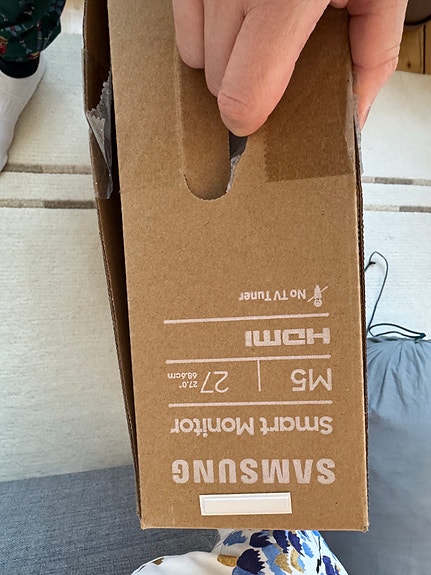 SAMSUNG
Smart Monitor
M5 27 27.0" 68.6cm
HDMI
No TV Tuner